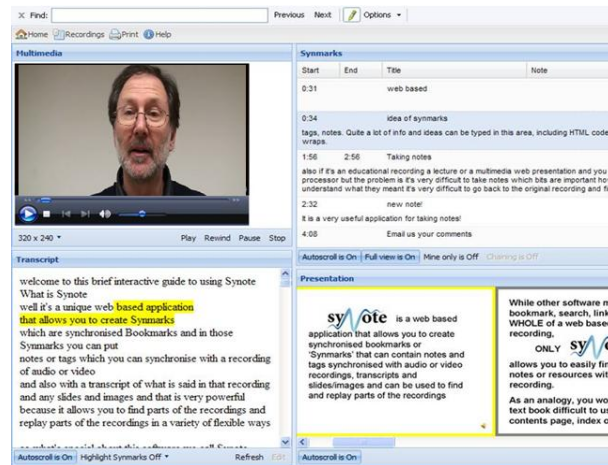 X Find: Previous Next Options
Home Recordings Print Help
Multimedia
320 x 240 Play Rewind Pause Stop
Transcript
welcome to this brief interactive guide to using Synote
What is Synote
well it's a unique web based application
that allows you to create Synmarks
which are synchronised Bookmarks and in those
Synmarks you can put
notes or tags which you can synchronise with a recording
of audio or video
and also with a transcript of what is said in that recording
and any slides and images and that is very powerful
because it allows you to find parts of the recordings and
replay parts of the recordings in a variety of flexible ways
Autoscroll is On Highlight Synmarks Off Refresh Edit
Synmarks
Start End Title Note
0:31 web based
0:34 idea of synmarks
tags, notes. Quite a lot of info and ideas can be typed in this area, including HTML code
wraps.
1:56 2:56 Taking notes
also if it's an educational recording a lecture or a multimedia web presentation and you
processor but the problem is it's very difficult to take notes which bits are important
understand what they meant it's very difficult to go back to the original recording and
2:32 new note!
It is a very useful application for taking notes!
4:08 Email us your comments
Autoscroll is On Full view is On Mine only is Off Chaining is Off
Presentation
syNote is a web based
application that allows you to create
synchronised bookmarks or
'Synmarks' that can contain notes and
tags synchronised with audio or video
recordings, transcripts and
slides/images and can be used to find
and replay parts of the recordings
While other software
bookmark, search, link
WHOLE of a web base
recording,
ONLY sy
allows you to easily
notes or resources
recording.
As an analogy, you
text book difficult to
contents page, index
Autoscroll is On